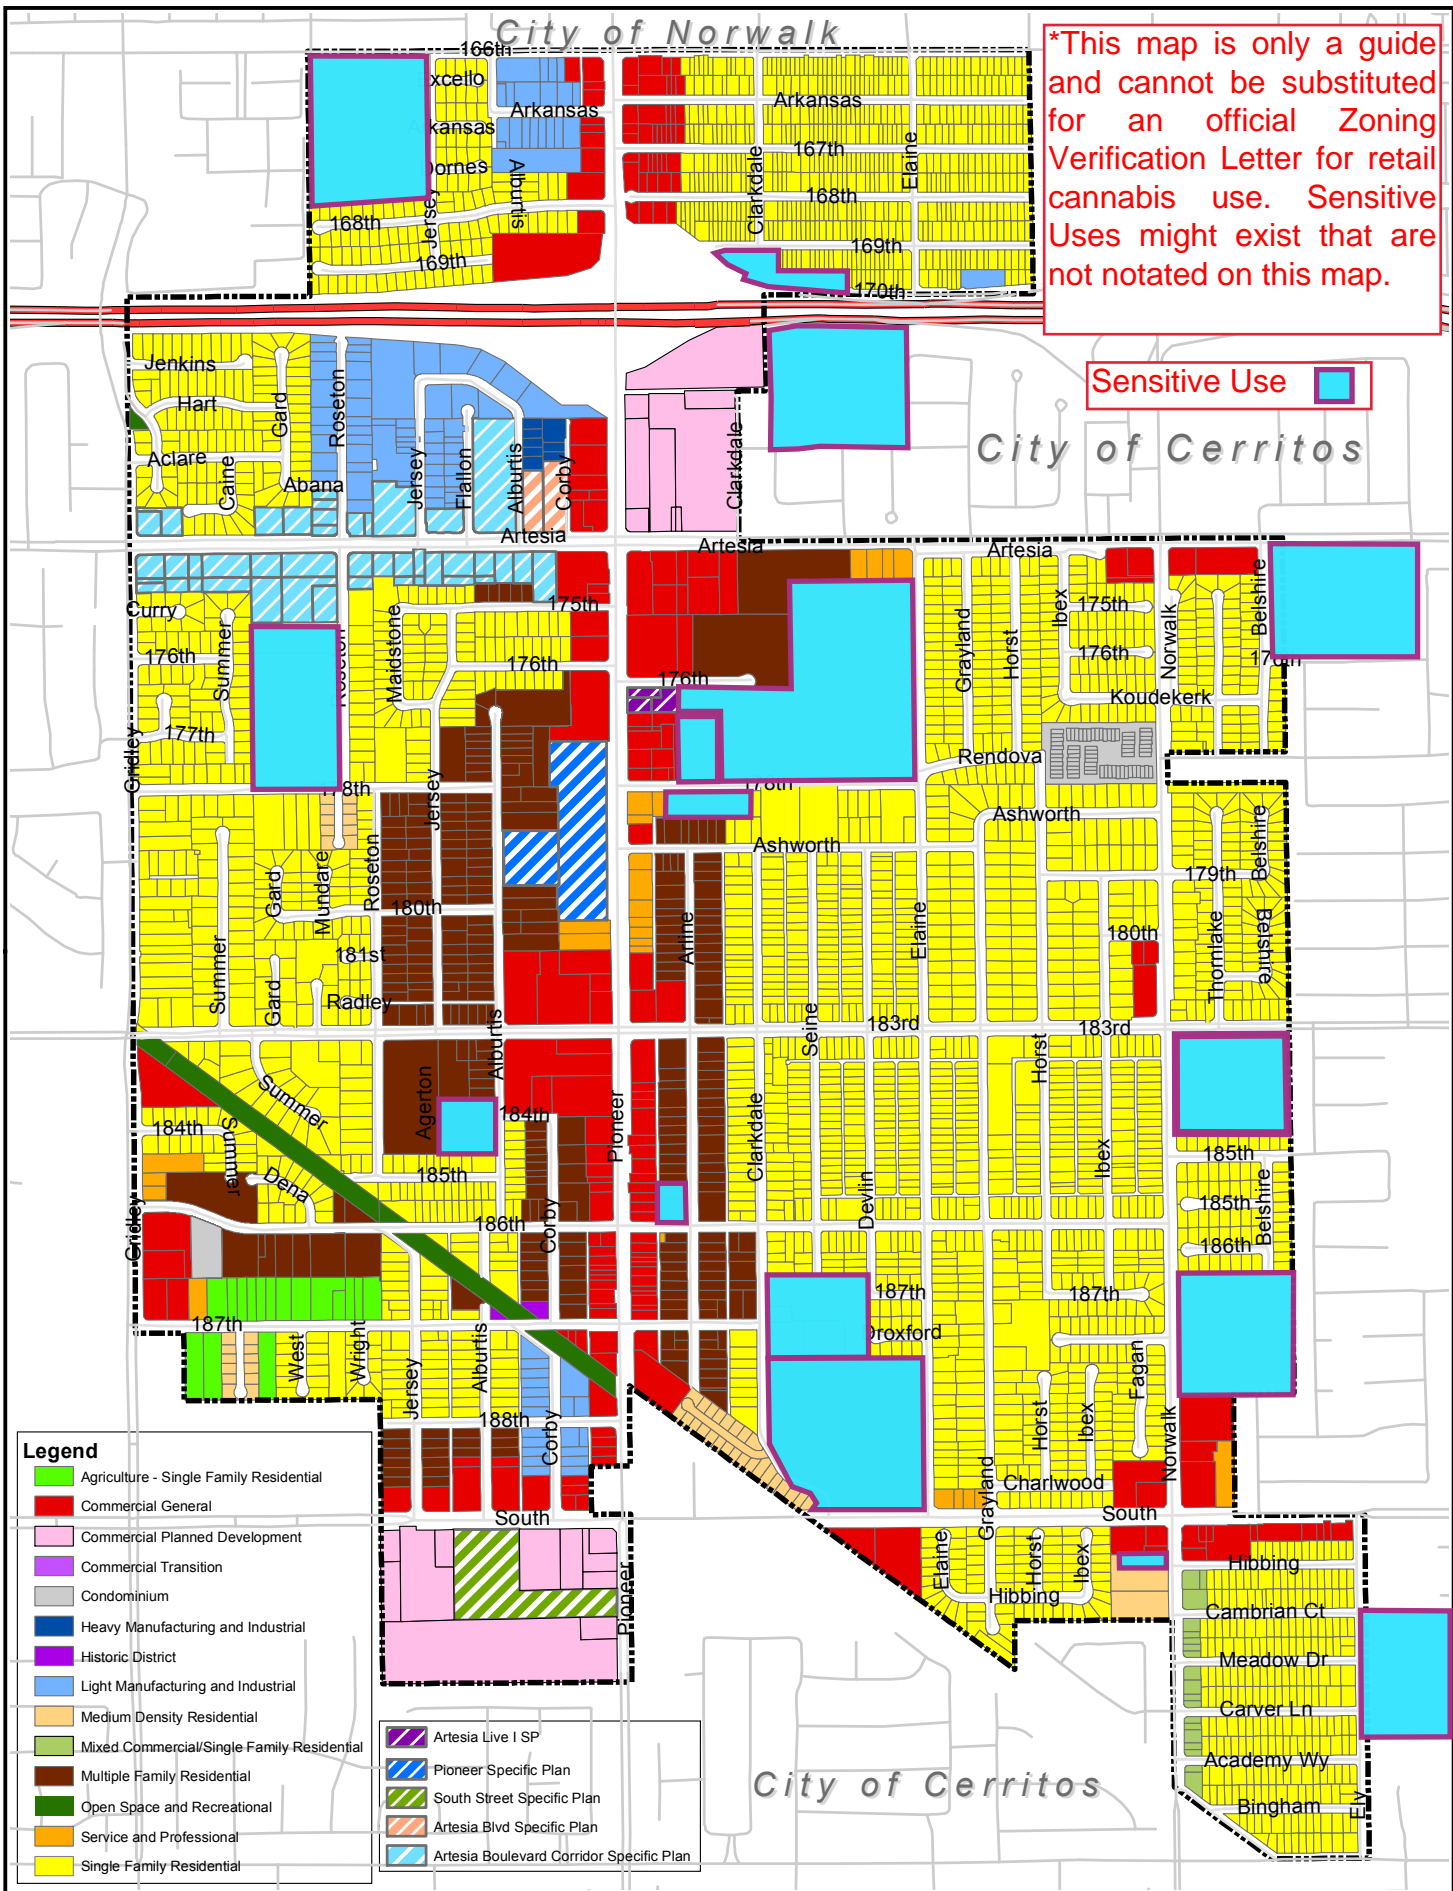 City of Norwalk
166th
*This map is only a guide
and cannot be substituted
for an official Zoning
Verification Letter for retail
cannabis use. Sensitive
Uses might exist that are
not notated on this map.
Arkansas
Arkansas
Alburtis
Jersey
Clarkdale
Elaine
167th
168th
168th
169th
169th
170th
Sensitive Use
City of Cerritos
Jenkins
Hart
Gard
Roseton
Aclare
Caine
Abana
Jersey
Flallon
Alburtis
Corby
Clarkdale
Artesia
Artesia
Artesia
Curry
Summer
176th
177th
Gridley
Maidstone
175th
176th
176th
Grayland
Horst
Ibex
175th
176th
Norwalk
Belshire
Koudekerk
Rendova
Jersey
Ashworth
Ashworth
Gard
Mundare
Roseton
180th
181st
Summer
Gard
Radley
Alburtis
Arline
Elaine
179th
180th
Thornlake
Belshire
Belshire
Seine
183rd
183rd
Horst
Summer
184th
Summer
Dena
Agerton
184th
185th
Pioneer
Clarkdale
Devlin
Ibex
185th
185th
186th
Belshire
Gridley
186th
Corby
187th
187th
187th
West
Wright
Jersey
Alburtis
188th
Corby
Horst
Ibex
Fagan
Norwalk
Grayland
Charlwood
South
South
Elaine
Horst
Ibex
Hibbing
Hibbing
Cambrian Ct
Meadow Dr
Carver Ln
Academy Wy
Bingham
Ely
Pioneer
City of Cerritos
Legend
Agriculture - Single Family Residential
Commercial General
Commercial Planned Development
Commercial Transition
Condominium
Heavy Manufacturing and Industrial
Historic District
Light Manufacturing and Industrial
Medium Density Residential
Mixed Commercial/Single Family Residential
Multiple Family Residential
Open Space and Recreational
Service and Professional
Single Family Residential
Artesia Live I SP
Pioneer Specific Plan
South Street Specific Plan
Artesia Blvd Specific Plan
Artesia Boulevard Corridor Specific Plan